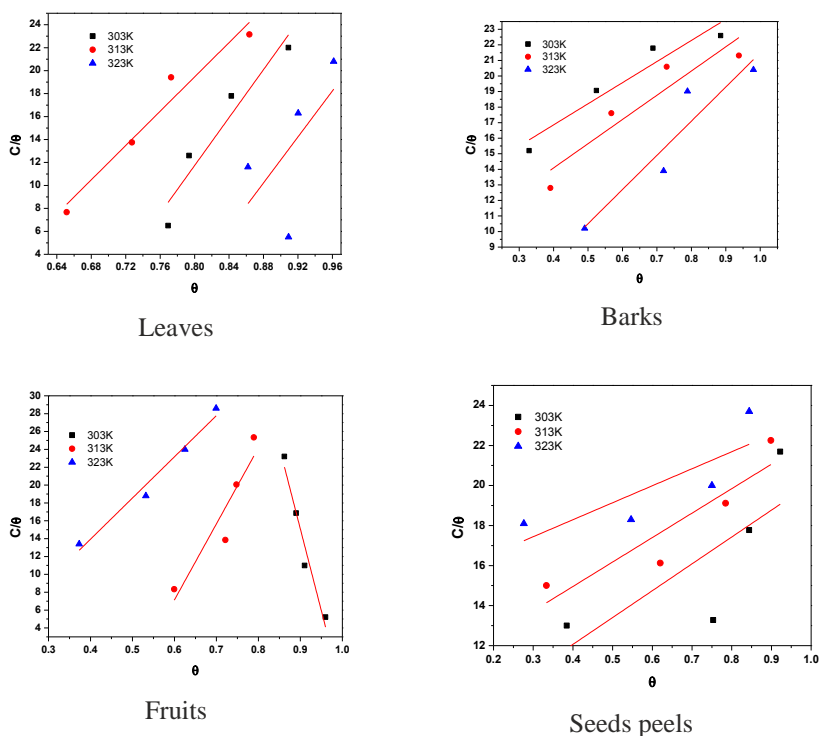 C/θ
24
22
20
18
16
14
12
10
8
6
4
303K
313K
323K
0.64 0.68 0.72 0.76 0.80 0.84 0.88 0.92 0.96
θ
Leaves
C/θ
23
22
21
20
19
18
17
16
15
14
13
12
11
10
9
303K
313K
323K
0.3 0.4 0.5 0.6 0.7 0.8 0.9 1.0
θ
Barks
C/θ
30
28
26
24
22
20
18
16
14
12
10
8
6
4
303K
313K
323K
0.3 0.4 0.5 0.6 0.7 0.8 0.9 1.0
θ
Fruits
C/θ
24
22
20
18
16
14
12
303K
313K
323K
0.2 0.3 0.4 0.5 0.6 0.7 0.8 0.9 1.0
θ
Seeds peels